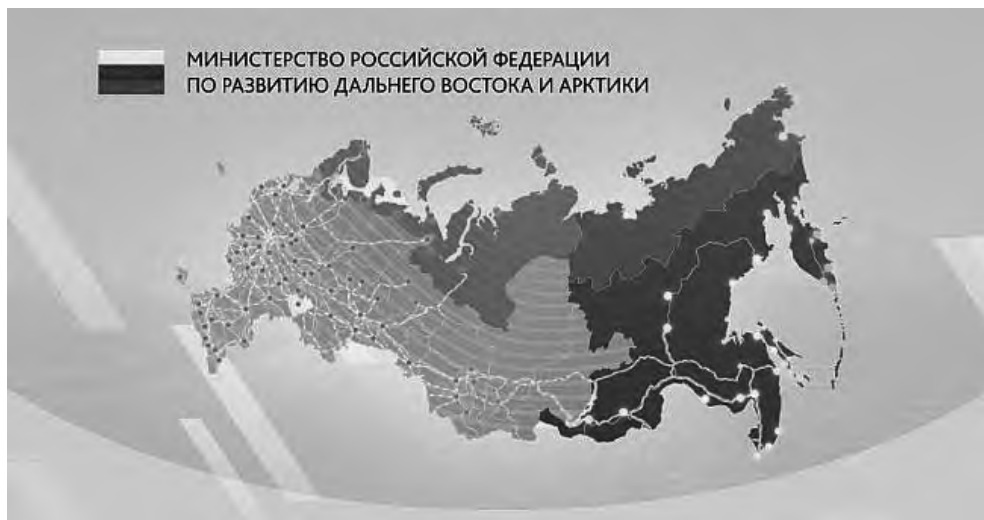 МИНИСТЕРСТВО РОССИЙСКОЙ ФЕДЕРАЦИИ
ПО РАЗВИТИЮ ДАЛЬНЕГО ВОСТОКА И АРКТИКИ